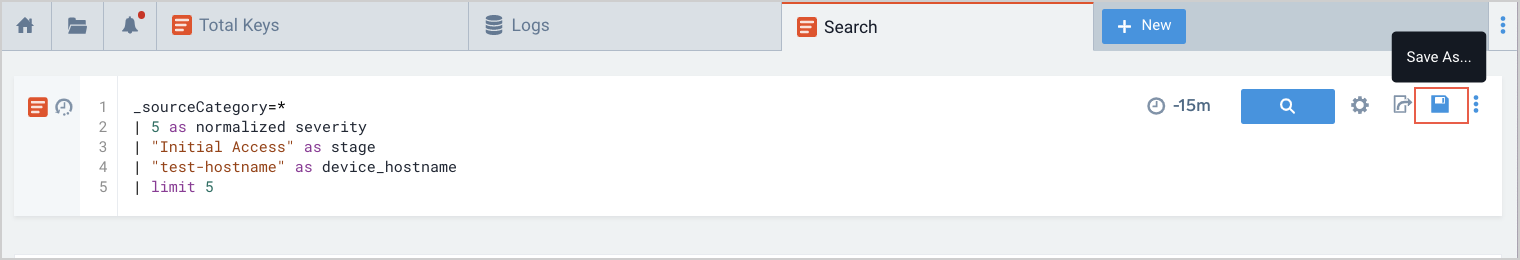 Total Keys
Logs
Search
New
Save As...
1 _sourceCategory=*
2 | 5 as normalized severity
3 | "Initial Access" as stage
4 | "test-hostname" as device_hostname
5 | limit 5
-15m